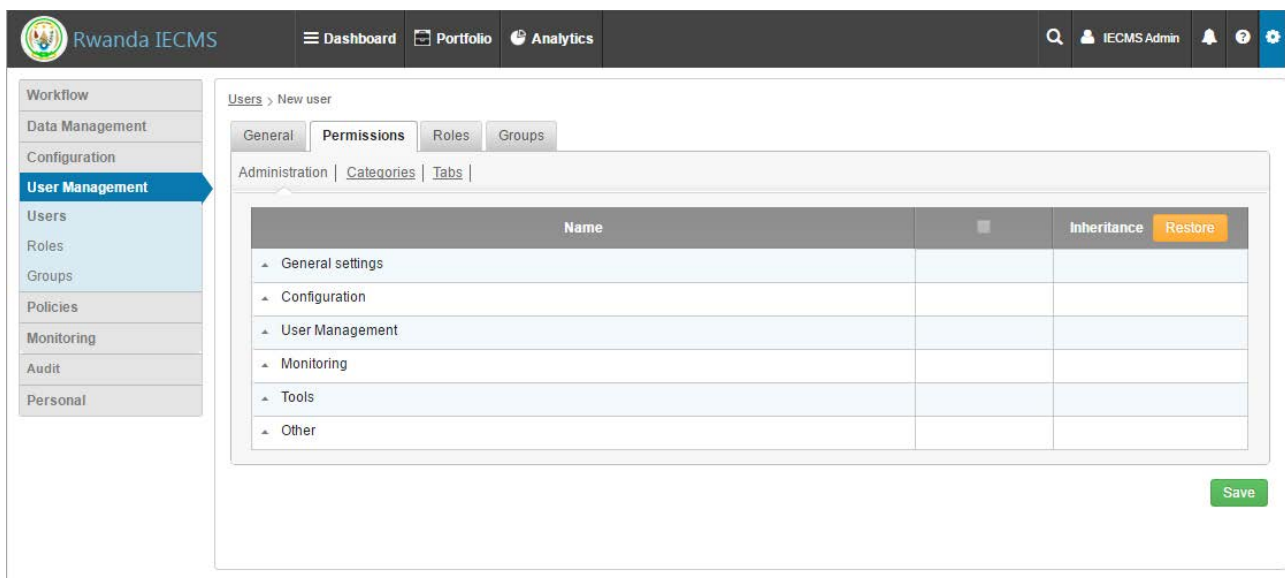 Rwanda IECMS Dashboard Portfolio Analytics IECMS Admin
Workflow
Data Management
Configuration
User Management
Users
Roles
Groups
Policies
Monitoring
Audit
Personal
Users > New user
General Permissions Roles Groups
Administration | Categories | Tabs |
Name Inheritance Restore
General settings
Configuration
User Management
Monitoring
Tools
Other
Save